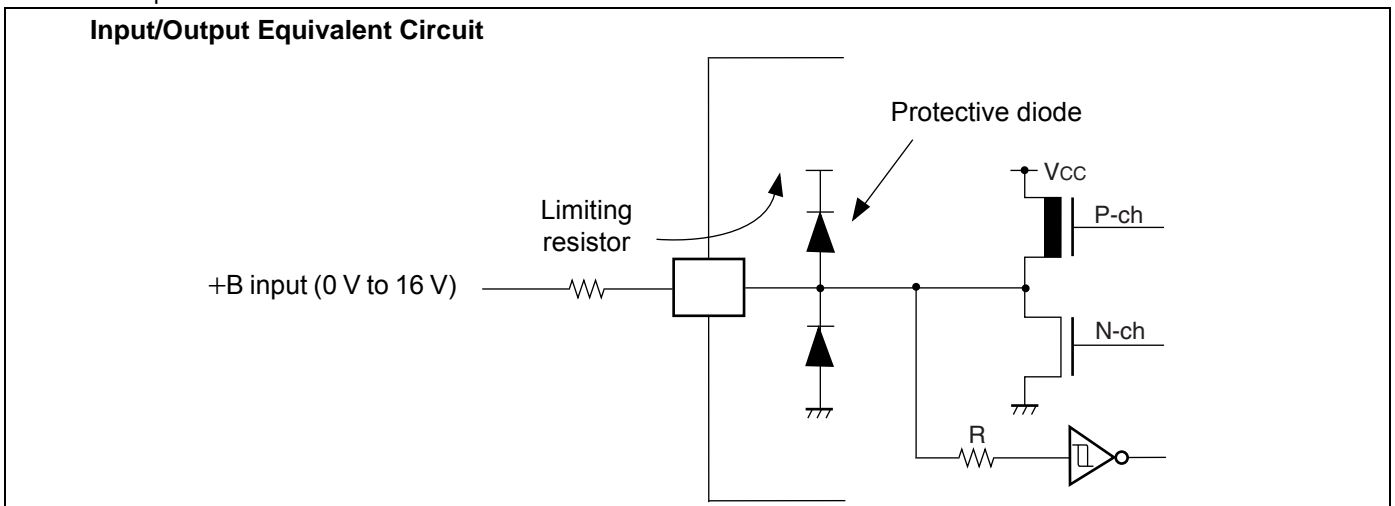 Input/Output Equivalent Circuit
Protective diode
Limiting
resistor
+B input (0 V to 16 V)
VCC
P-ch
N-ch
R